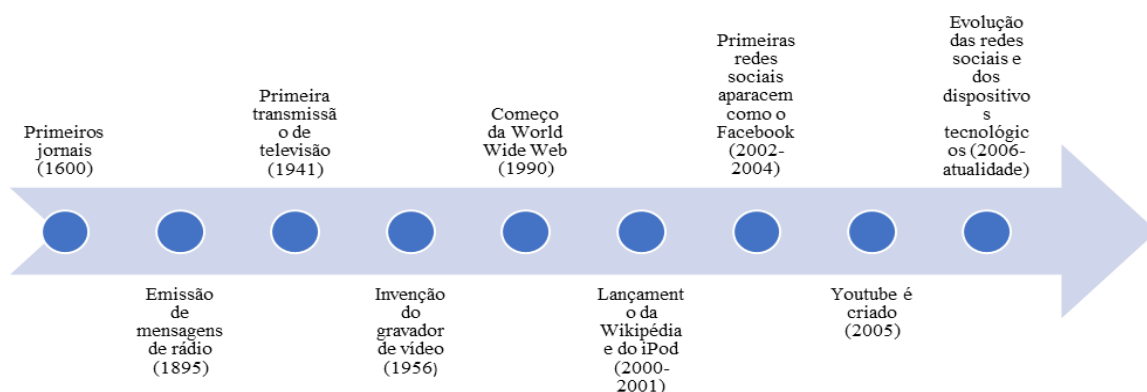 Primeiros
jornais
(1600)
Emissão
de
mensagens
de rádio
(1895)
Primeira
transmissã
o de
televisão
(1941)
Invenção
do
gravador
de vídeo
(1956)
Começo
da World
Wide Web
(1990)
Lançament
o da
Wikipédia
e do iPod
(2000-
2001)
Primeiras
redes
sociais
aparacem
como o
Facebook
(2002-
2004)
Youtube é
criado
(2005)
Evolução
das redes
sociais e
dos
dispositivo
s
tecnológic
os (2006-
atualidade)